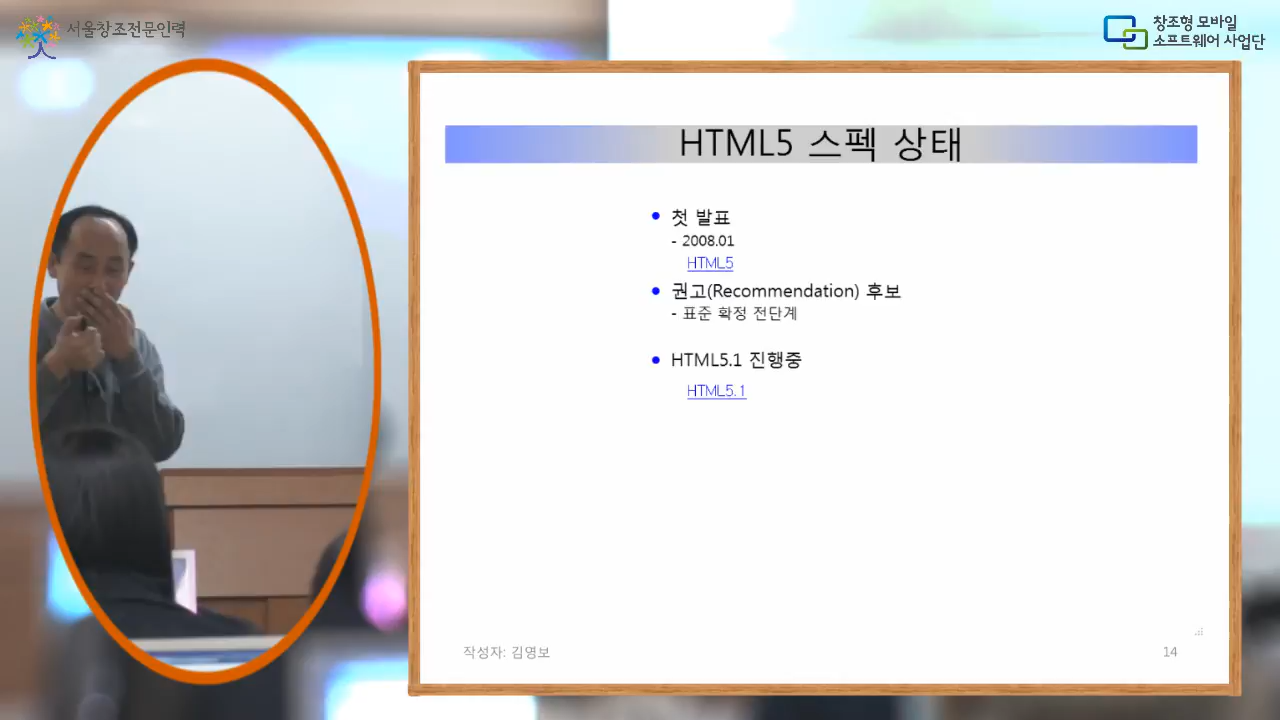 서울창조전문인력
창조형 모바일
소프트웨어 사업단
HTML5 스펙 상태
첫 발표
- 2008.01
HTML5
권고(Recommendation) 후보
- 표준 확정 전단계
HTML5.1 진행중
HTML5.1
작성자: 김영보
14